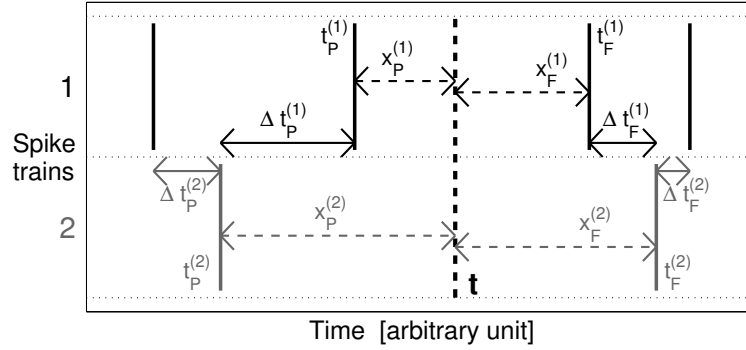 t_P^(1)
t_F^(1)
x_P^(1)
x_F^(1)
1
Δ t_P^(1)
Δ t_F^(1)
Spike
trains
Δ t_P^(2)
Δ t_F^(2)
x_P^(2)
x_F^(2)
2
t_P^(2)
t_F^(2)
t
Time [arbitrary unit]